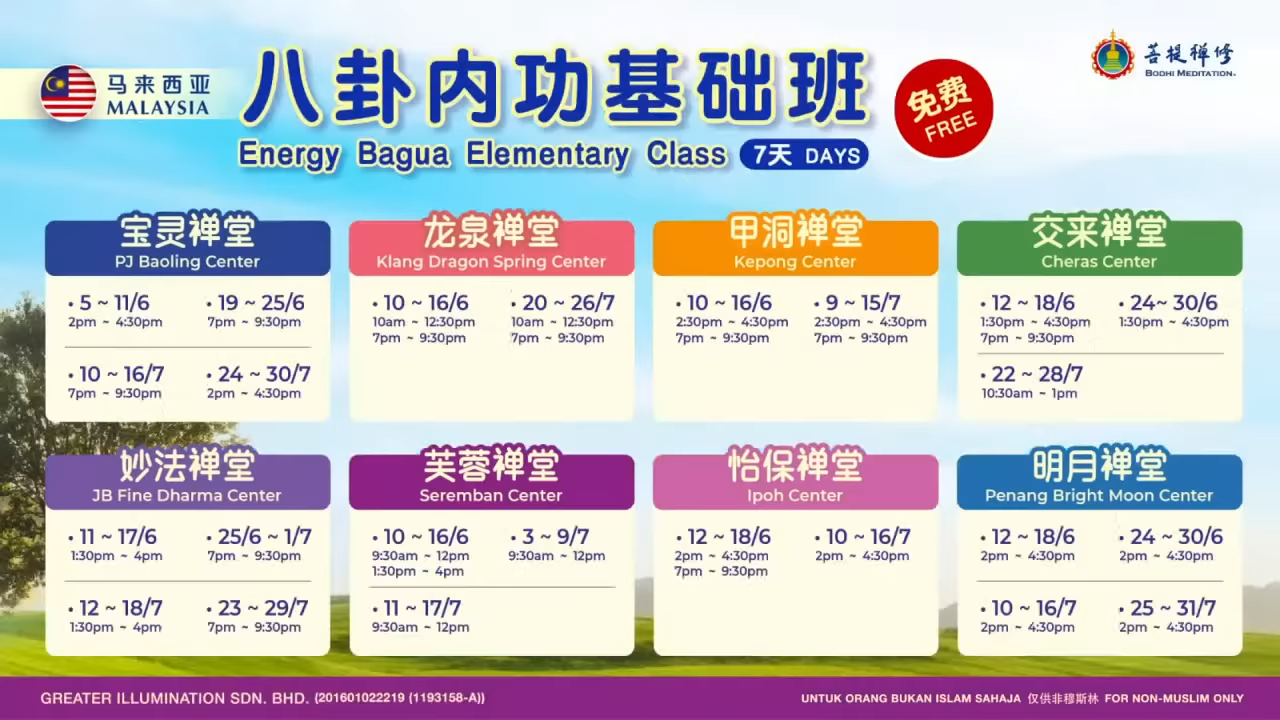 马来西亚
MALAYSIA
八卦内功基础班
Energy Bagua Elementary Class 7天 DAYS
免费
FREE
菩提禅修
BODHI MEDITATION
宝灵禅堂
PJ Baoling Center
• 5 ~ 11/6
2pm ~ 4:30pm
• 19 ~ 25/6
7pm ~ 9:30pm
• 10 ~ 16/7
7pm ~ 9:30pm
• 24 ~ 30/7
2pm ~ 4:30pm
龙泉禅堂
Klang Dragon Spring Center
• 10 ~ 16/6
10am ~ 12:30pm
7pm ~ 9:30pm
• 20 ~ 26/7
10am ~ 12:30pm
7pm ~ 9:30pm
甲洞禅堂
Kepong Center
• 10 ~ 16/6
2:30pm ~ 4:30pm
7pm ~ 9:30pm
• 9 ~ 15/7
2:30pm ~ 4:30pm
7pm ~ 9:30pm
交来禅堂
Cheras Center
• 12 ~ 18/6
1:30pm ~ 4:30pm
7pm ~ 9:30pm
• 24~ 30/6
1:30pm ~ 4:30pm
• 22 ~ 28/7
10:30am ~ 1pm
妙法禅堂
JB Fine Dharma Center
• 11 ~ 17/6
1:30pm ~ 4pm
• 25/6 ~ 1/7
7pm ~ 9:30pm
• 12 ~ 18/7
1:30pm ~ 4pm
• 23 ~ 29/7
7pm ~ 9:30pm
芙蓉禅堂
Seremban Center
• 10 ~ 16/6
9:30am ~ 12pm
1:30pm ~ 4pm
• 3 ~ 9/7
9:30am ~ 12pm
• 11 ~ 17/7
9:30am ~ 12pm
怡保禅堂
Ipoh Center
• 12 ~ 18/6
2pm ~ 4:30pm
7pm ~ 9:30pm
• 10 ~ 16/7
2pm ~ 4:30pm
明月禅堂
Penang Bright Moon Center
• 12 ~ 18/6
2pm ~ 4:30pm
• 24 ~ 30/6
2pm ~ 4:30pm
• 10 ~ 16/7
2pm ~ 4:30pm
• 25 ~ 31/7
2pm ~ 4:30pm
GREATER ILLUMINATION SDN. BHD. (201601022219 (1193158-A))
UNTUK ORANG BUKAN ISLAM SAHAJA 仅供非穆斯林 FOR NON-MUSLIM ONLY